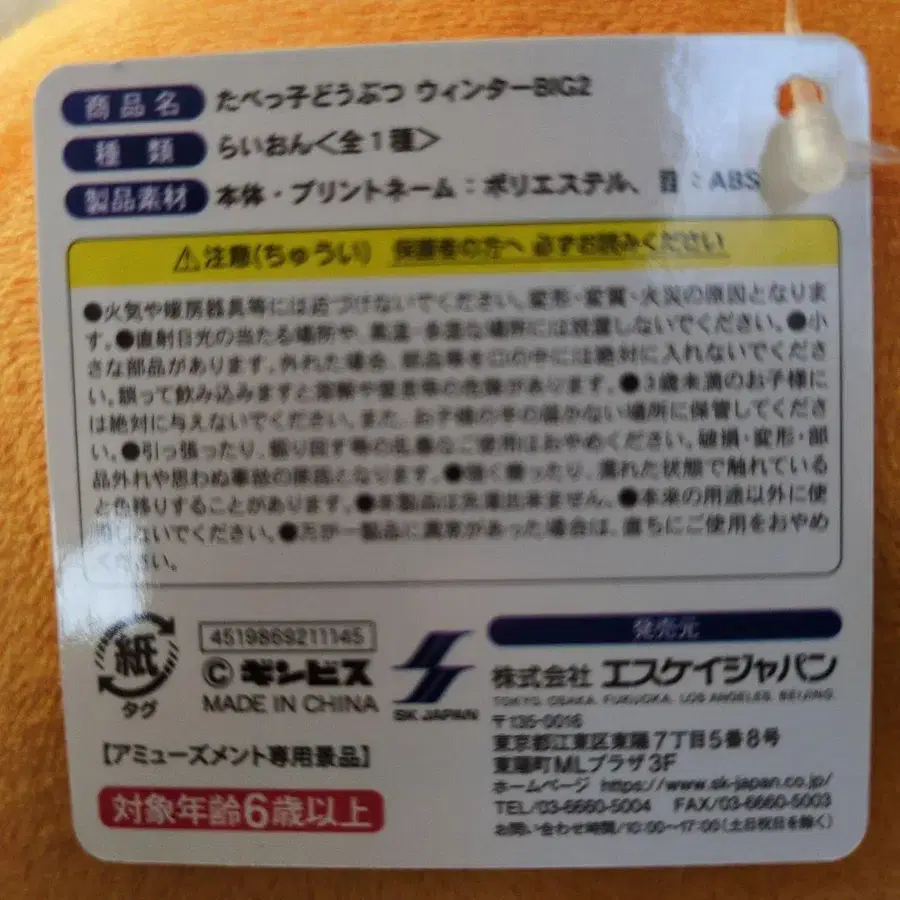 商品名 たべっ子どうぶつ ウィンターBIG2
種類 らいおん<全1種>
製品素材 本体・プリントネーム：ポリエステル、目：ABS
⚠注意(ちゅうい) 保護者の方へ 必ずお読みください
●火気や暖房器具等には近づけないでください。変形・変質・火災の原因となりま
す。●直射日光の当たる場所や、高温・多湿な場所には放置しないでください。●小
さな部品があります。外れた場合、部品等を口の中には絶対に入れないでくださ
い。誤って飲み込みますと窒息等の危険があります。●3歳未満のお子様に
は絶対に与えないでください。また、お子様の手の届かない場所に保管してくださ
い。●引っ張ったり、振り回す等の乱暴なご使用はおやめください。破損・変形・部
品外れや思わぬ事故の原因となります。●強く擦ったり、濡れた状態で触れている
と色移りすることがあります。●本製品は洗濯出来ません。●本来の用途以外に使
用しないでください。●万が一製品に異常があった場合は、直ちにご使用をおやめ
ください。
紙
タグ
4519869211145
©ギンビス
MADE IN CHINA
SK JAPAN
【アミューズメント専用景品】
対象年齢6歳以上
発売元
株式会社 エスケイジャパン
TOKYO. OSAKA. FUKUOKA. LOS ANGELES. BEIJING.
〒135-0016
東京都江東区東陽7丁目5番8号
東陽町MLプラザ3F
ホームページ https://www.sk-japan.co.jp/
TEL/03-6660-5004 FAX/03-6660-5003
お問い合わせ時間/10:00〜17:00(土日祝日を除く)